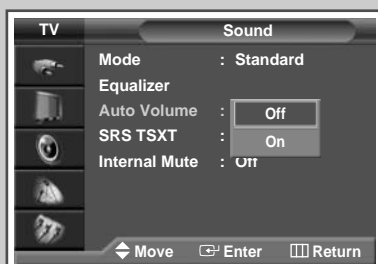 TV Sound
Mode : Standard
Equalizer
Auto Volume : Off
SRS TSXT : On
Internal Mute : Off
Move Enter Return